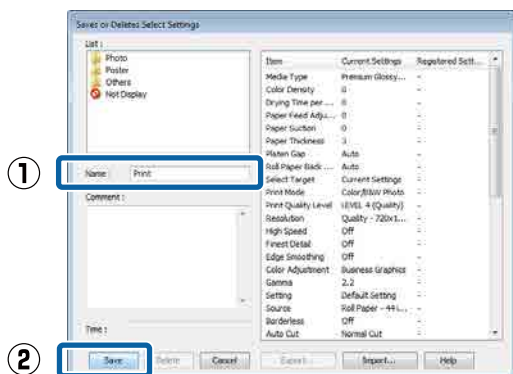 Saves or Deletes Select Settings
List :
Photo
Poster
Others
Not Display
① Name : Print
Comment :
Time :
② Save Delete Cancel Export... Import... Help
Item Current Settings Registered Sett...
Media Type Premium Glossy... -
Color Density 0 -
Drying Time per ... 0 -
Paper Feed Adju... 0 -
Paper Suction 0 -
Paper Thickness 3 -
Platen Gap Auto -
Roll Paper Back ... Auto -
Select Target Current Settings -
Print Mode Color/B&W Photo -
Print Quality Level LEVEL 4 (Quality) -
Resolution Quality - 720x1... -
High Speed Off -
Finest Detail Off -
Edge Smoothing Off -
Color Adjustment Business Graphics -
Gamma 2.2 -
Setting Default Setting -
Source Roll Paper - 44 i... -
Borderless Off -
Auto Cut Normal Cut -